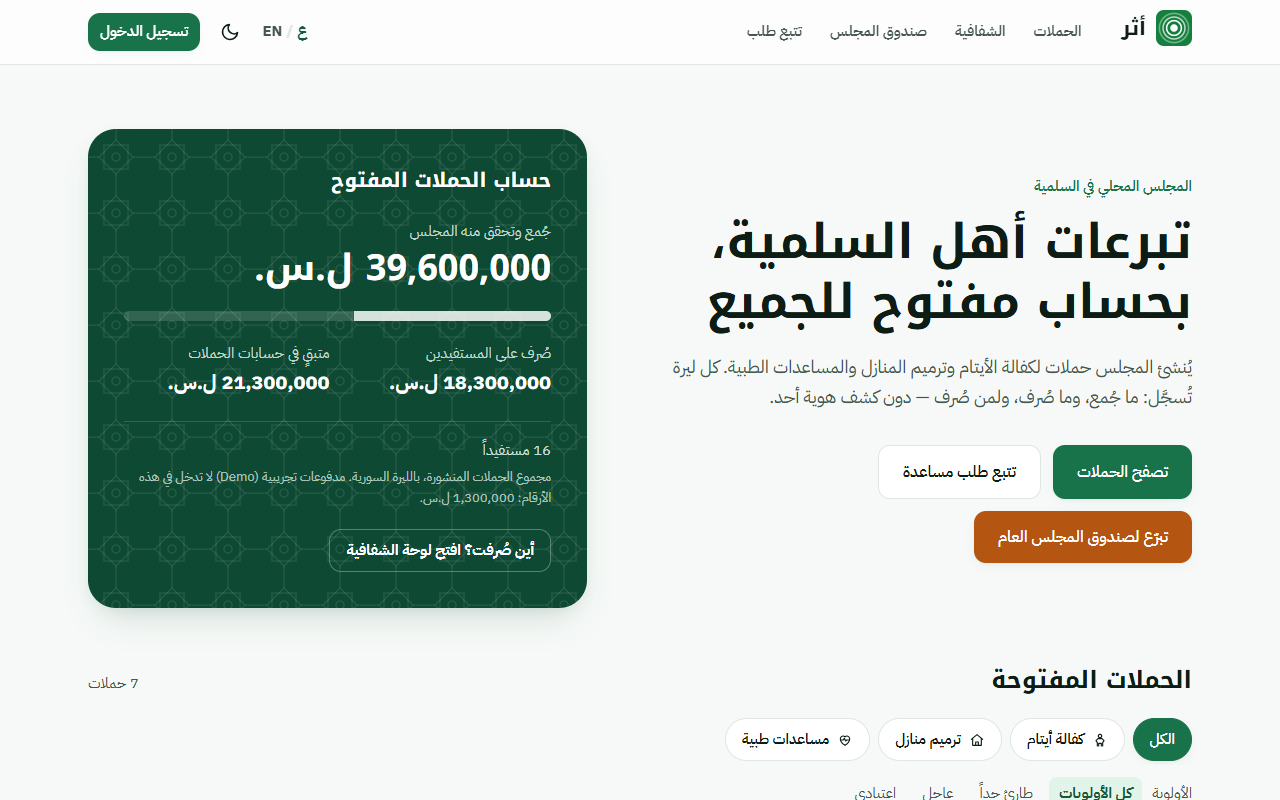 أثر
الحملات
الشفافية
صندوق المجلس
تتبع طلب
ع / EN
تسجيل الدخول
المجلس المحلي في السلمية
تبرعات أهل السلمية،
بحساب مفتوح للجميع
يُنشئ المجلس حملات لكفالة الأيتام وترميم المنازل والمساعدات الطبية. كل ليرة
تُسجَّل: ما جُمع، وما صُرف، ولمن صُرف — دون كشف هوية أحد.
تصفح الحملات
تتبع طلب مساعدة
تبرّع لصندوق المجلس العام
حساب الحملات المفتوح
جُمع وتحقق منه المجلس
39,600,000 ل.س.
صُرف على المستفيدين
18,300,000 ل.س.
متبقٍ في حسابات الحملات
21,300,000 ل.س.
16 مستفيداً
مجموع الحملات المنشورة، بالليرة السورية. مدفوعات تجريبية (Demo) لا تدخل في هذه
الأرقام: 1,300,000 ل.س.
أين صُرفت؟ افتح لوحة الشفافية
الحملات المفتوحة
7 حملات
الكل
كفالة أيتام
ترميم منازل
مساعدات طبية
الأولوية
كل الأولويات
طارئ جداً
عاجل
اعتيادي